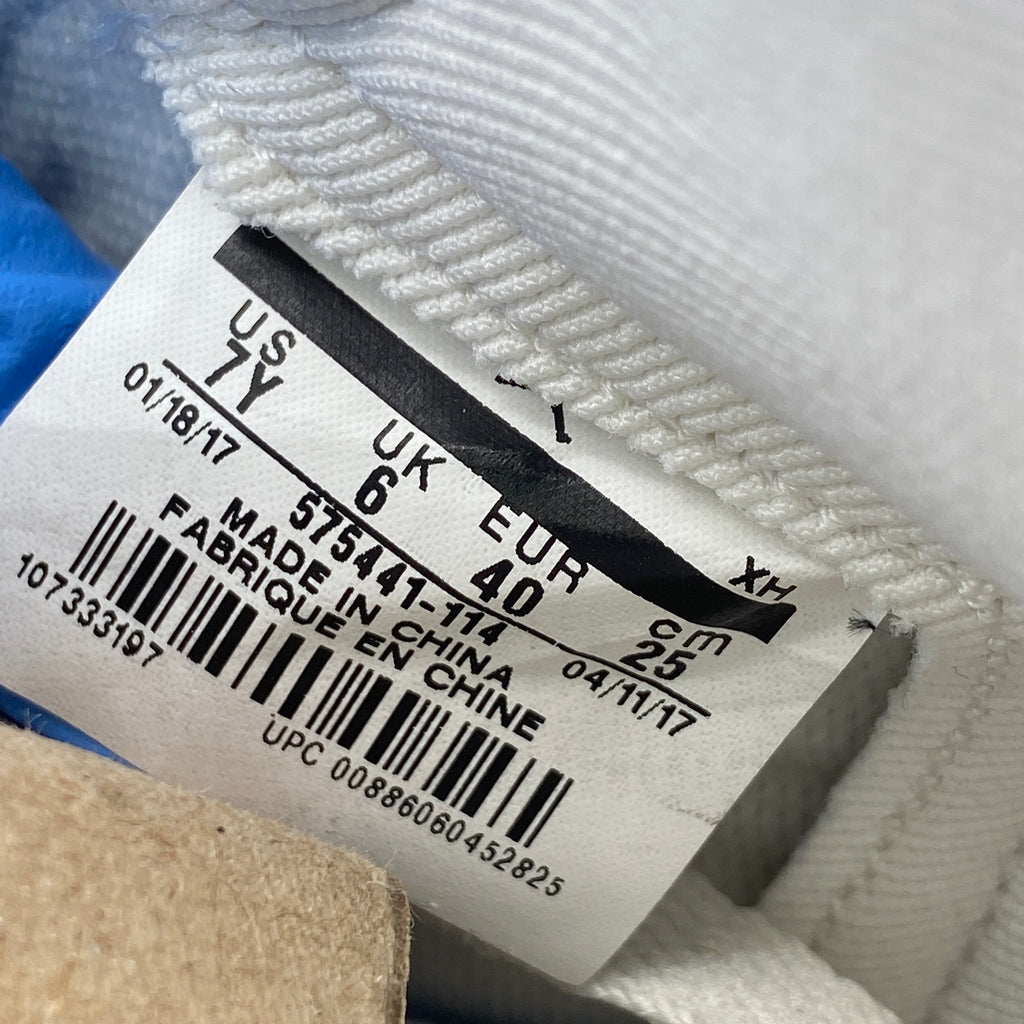 XH
US UK EUR cm
7Y 6 40 25
01/18/17 575441-114 04/11/17
MADE IN CHINA
FABRIQUE EN CHINE
107333197
UPC 00886060452825